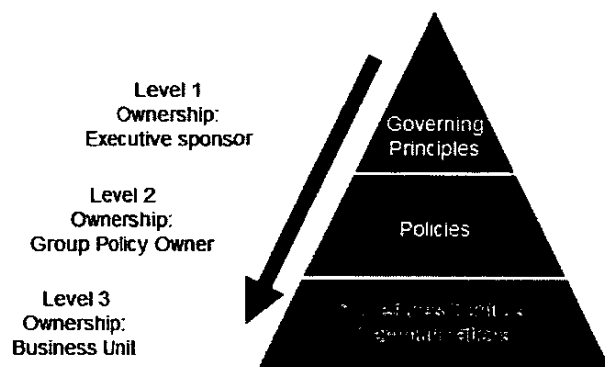 Level 1
Ownership:
Executive sponsor
Governing
Principles
Level 2
Ownership:
Group Policy Owner
Policies
Level 3
Ownership:
Business Unit